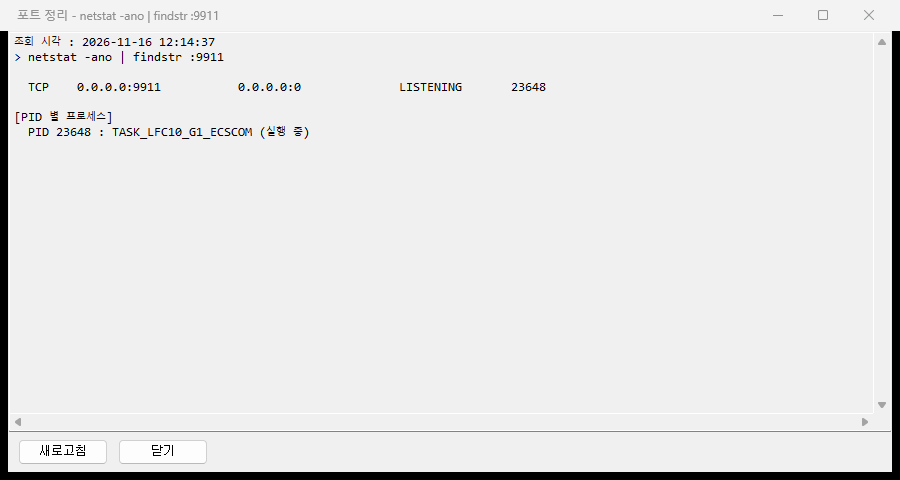 포트 정리 - netstat -ano | findstr :9911
조회 시각 : 2026-11-16 12:14:37
> netstat -ano | findstr :9911
TCP    0.0.0.0:9911           0.0.0.0:0              LISTENING       23648
[PID 별 프로세스]
PID 23648 : TASK_LFC10_G1_ECSCOM (실행 중)
새로고침 닫기